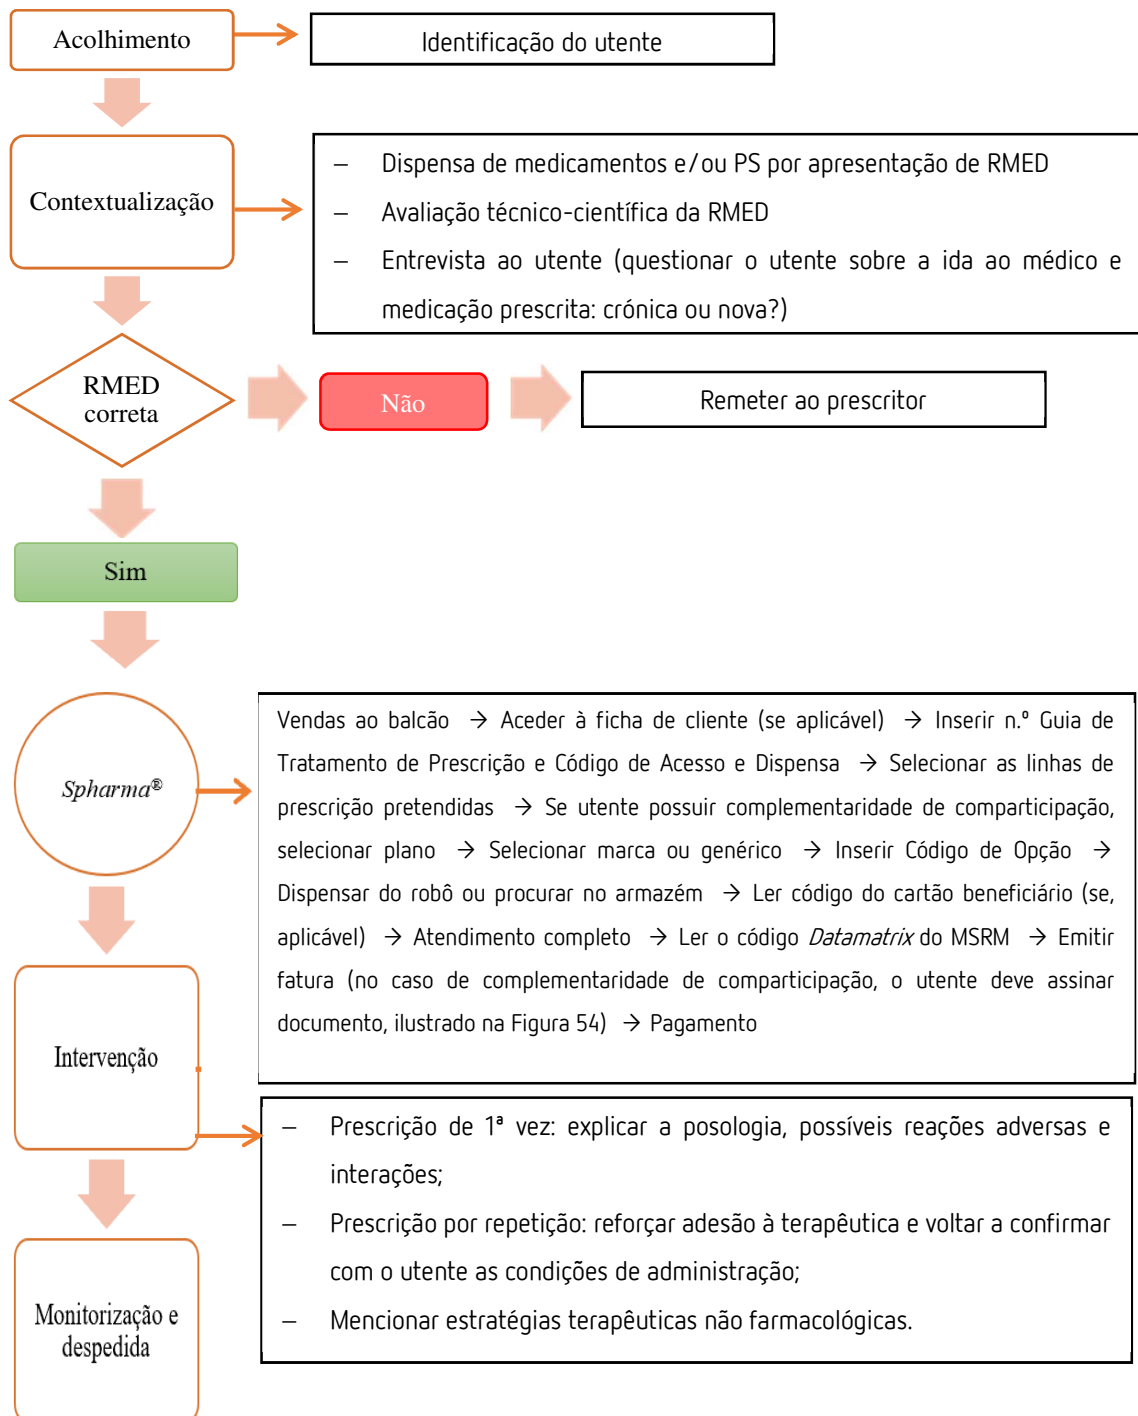 Acolhimento
Identificação do utente
Contextualização
– Dispensa de medicamentos e/ou PS por apresentação de RMED
– Avaliação técnico-científica da RMED
– Entrevista ao utente (questionar o utente sobre a ida ao médico e
medicação prescrita: crónica ou nova?)
RMED
correta
Não
Remeter ao prescritor
Sim
Spharma®
Vendas ao balcão → Aceder à ficha de cliente (se aplicável) → Inserir n.º Guia de
Tratamento de Prescrição e Código de Acesso e Dispensa → Selecionar as linhas de
prescrição pretendidas → Se utente possuir complementaridade de comparticipação,
selecionar plano → Selecionar marca ou genérico → Inserir Código de Opção →
Dispensar do robô ou procurar no armazém → Ler código do cartão beneficiário (se,
aplicável) → Atendimento completo → Ler o código Datamatrix do MSRM → Emitir
fatura (no caso de complementaridade de comparticipação, o utente deve assinar
documento, ilustrado na Figura 54) → Pagamento
Intervenção
– Prescrição de 1ª vez: explicar a posologia, possíveis reações adversas e
interações;
– Prescrição por repetição: reforçar adesão à terapêutica e voltar a confirmar
com o utente as condições de administração;
– Mencionar estratégias terapêuticas não farmacológicas.
Monitorização e
despedida